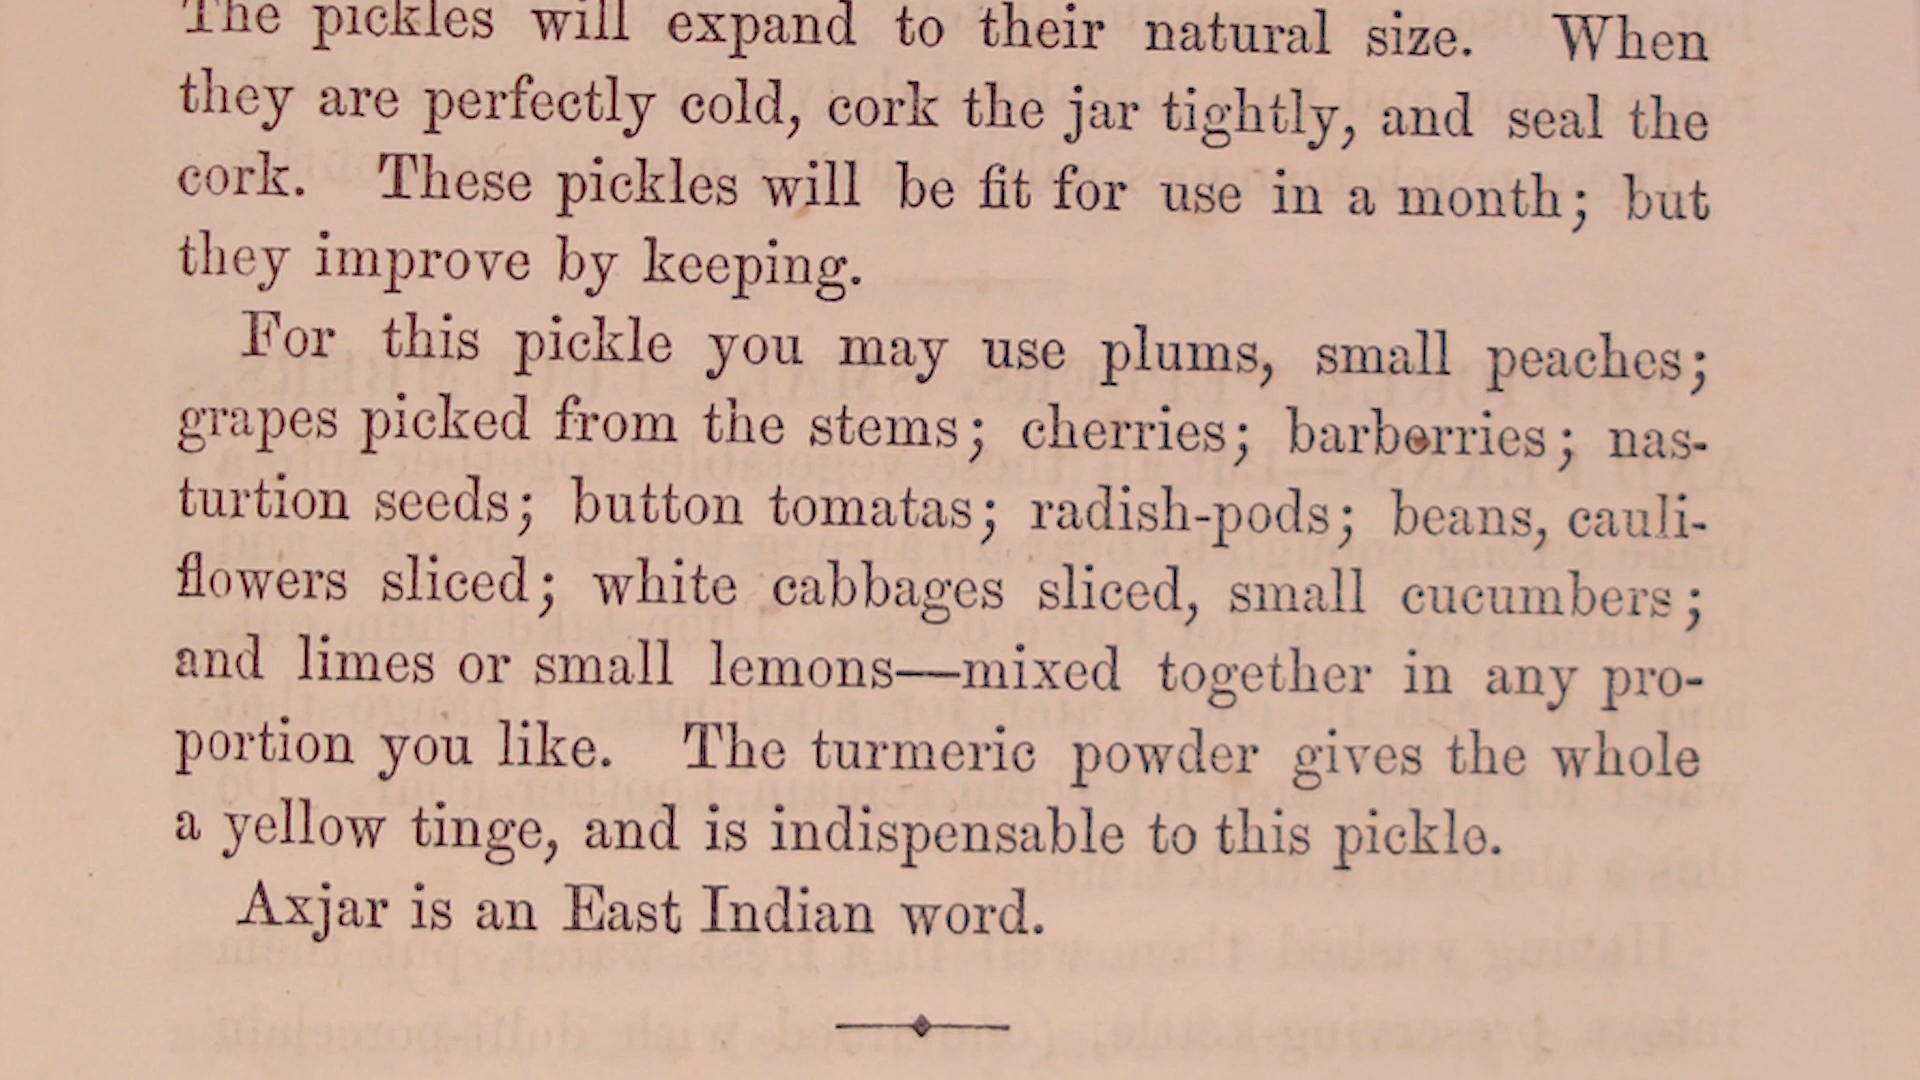 The pickles will expand to their natural size. When
they are perfectly cold, cork the jar tightly, and seal the
cork. These pickles will be fit for use in a month; but
they improve by keeping.
For this pickle you may use plums, small peaches;
grapes picked from the stems; cherries; barberries; nas-
turtion seeds; button tomatas; radish-pods; beans, cauli-
flowers sliced; white cabbages sliced, small cucumbers;
and limes or small lemons—mixed together in any pro-
portion you like. The turmeric powder gives the whole
a yellow tinge, and is indispensable to this pickle.
Axjar is an East Indian word.